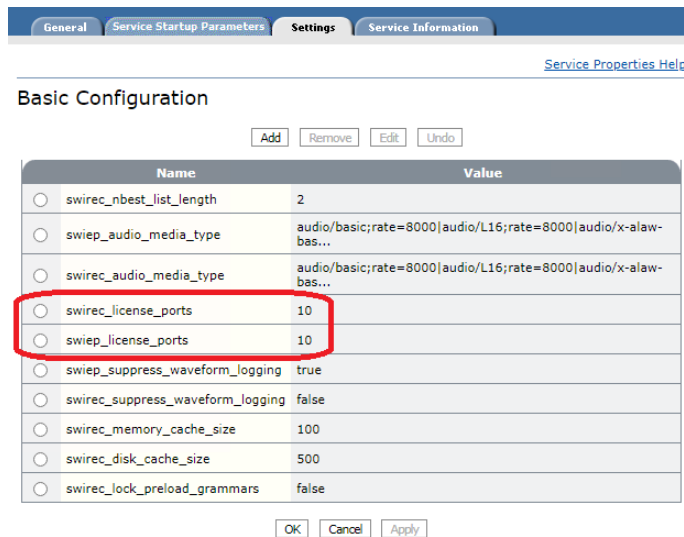 General Service Startup Parameters Settings Service Information
Service Properties Help
Basic Configuration
Add Remove Edit Undo
Name Value
swirec_nbest_list_length 2
swiep_audio_media_type audio/basic;rate=8000|audio/L16;rate=8000|audio/x-alaw-
bas...
swirec_audio_media_type audio/basic;rate=8000|audio/L16;rate=8000|audio/x-alaw-
bas...
swirec_license_ports 10
swiep_license_ports 10
swiep_suppress_waveform_logging true
swirec_suppress_waveform_logging false
swirec_memory_cache_size 100
swirec_disk_cache_size 500
swirec_lock_preload_grammars false
OK Cancel Apply